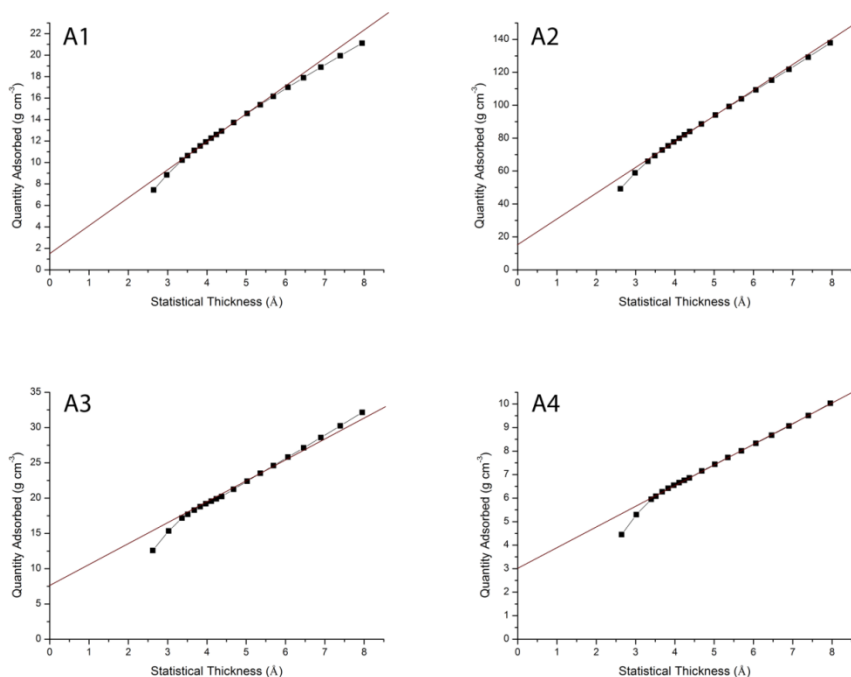 A1
Quantity Adsorbed (g cm⁻³)
22
20
18
16
14
12
10
8
6
4
2
0
0 1 2 3 4 5 6 7 8
Statistical Thickness (Å)
A2
Quantity Adsorbed (g cm⁻³)
140
120
100
80
60
40
20
0
0 1 2 3 4 5 6 7 8
Statistical Thickness (Å)
A3
Quantity Adsorbed (g cm⁻³)
35
30
25
20
15
10
5
0
0 1 2 3 4 5 6 7 8
Statistical Thickness (Å)
A4
Quantity Adsorbed (g cm⁻³)
10
9
8
7
6
5
4
3
2
1
0
0 1 2 3 4 5 6 7 8
Statistical Thickness (Å)